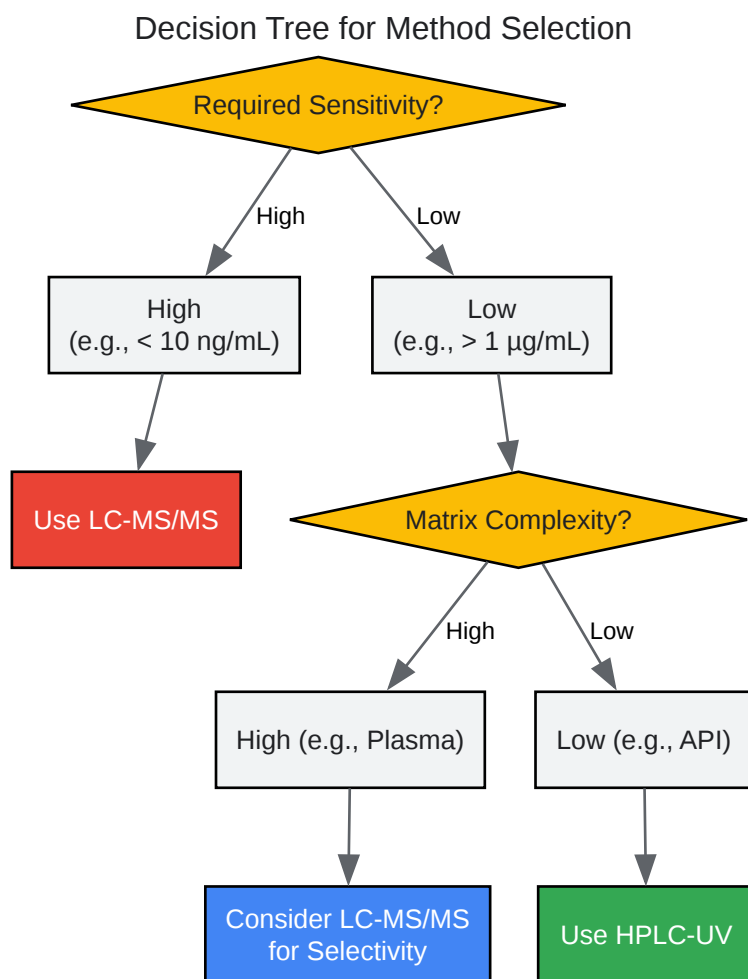 Decision Tree for Method Selection
Required Sensitivity?
High
Low
High
(e.g., < 10 ng/mL)
Low
(e.g., > 1 µg/mL)
Use LC-MS/MS
Matrix Complexity?
High
Low
High (e.g., Plasma)
Low (e.g., API)
Consider LC-MS/MS
for Selectivity
Use HPLC-UV